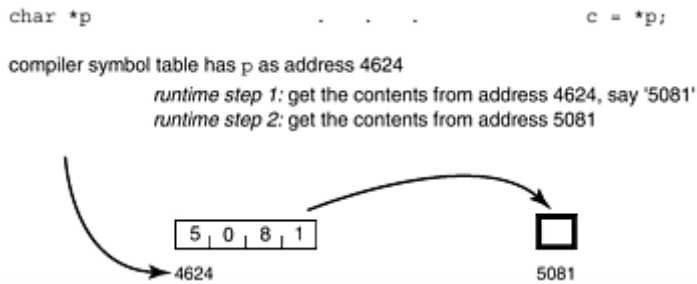 char *p . . . c = *p;
compiler symbol table has p as address 4624
runtime step 1: get the contents from address 4624, say '5081'
runtime step 2: get the contents from address 5081
5 0 8 1
4624 5081